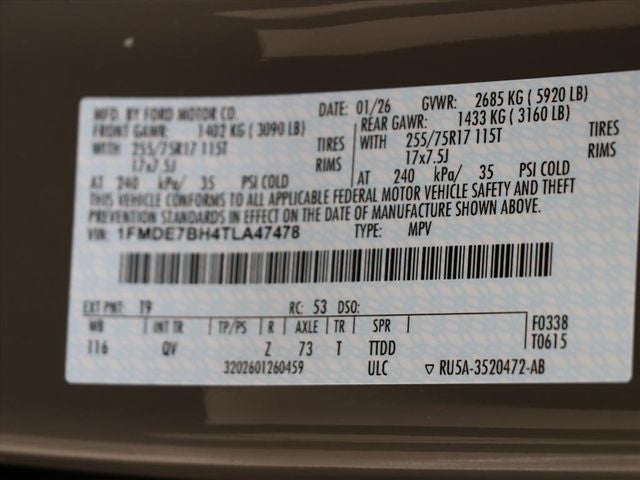 MFD. BY FORD MOTOR CO. DATE: 01/26 GVWR: 2685 KG ( 5920 LB)
FRONT GAWR: 1402 KG ( 3090 LB) REAR GAWR: 1433 KG ( 3160 LB)
WITH 255/75R17 115T TIRES WITH 255/75R17 115T TIRES
17x7.5J RIMS 17x7.5J RIMS
AT 240 kPa/ 35 PSI COLD AT 240 kPa/ 35 PSI COLD
THIS VEHICLE CONFORMS TO ALL APPLICABLE FEDERAL MOTOR VEHICLE SAFETY AND THEFT
PREVENTION STANDARDS IN EFFECT ON THE DATE OF MANUFACTURE SHOWN ABOVE.
VIN: 1FMDE7BH4TLA47478 TYPE: MPV
EXT PNT: T9 RC: 53 DSO:
WB INT TR TP/PS R AXLE TR SPR F0338
116 QV Z 73 T TTDD T0615
3202601260459 ULC ▽ RU5A-3520472-AB